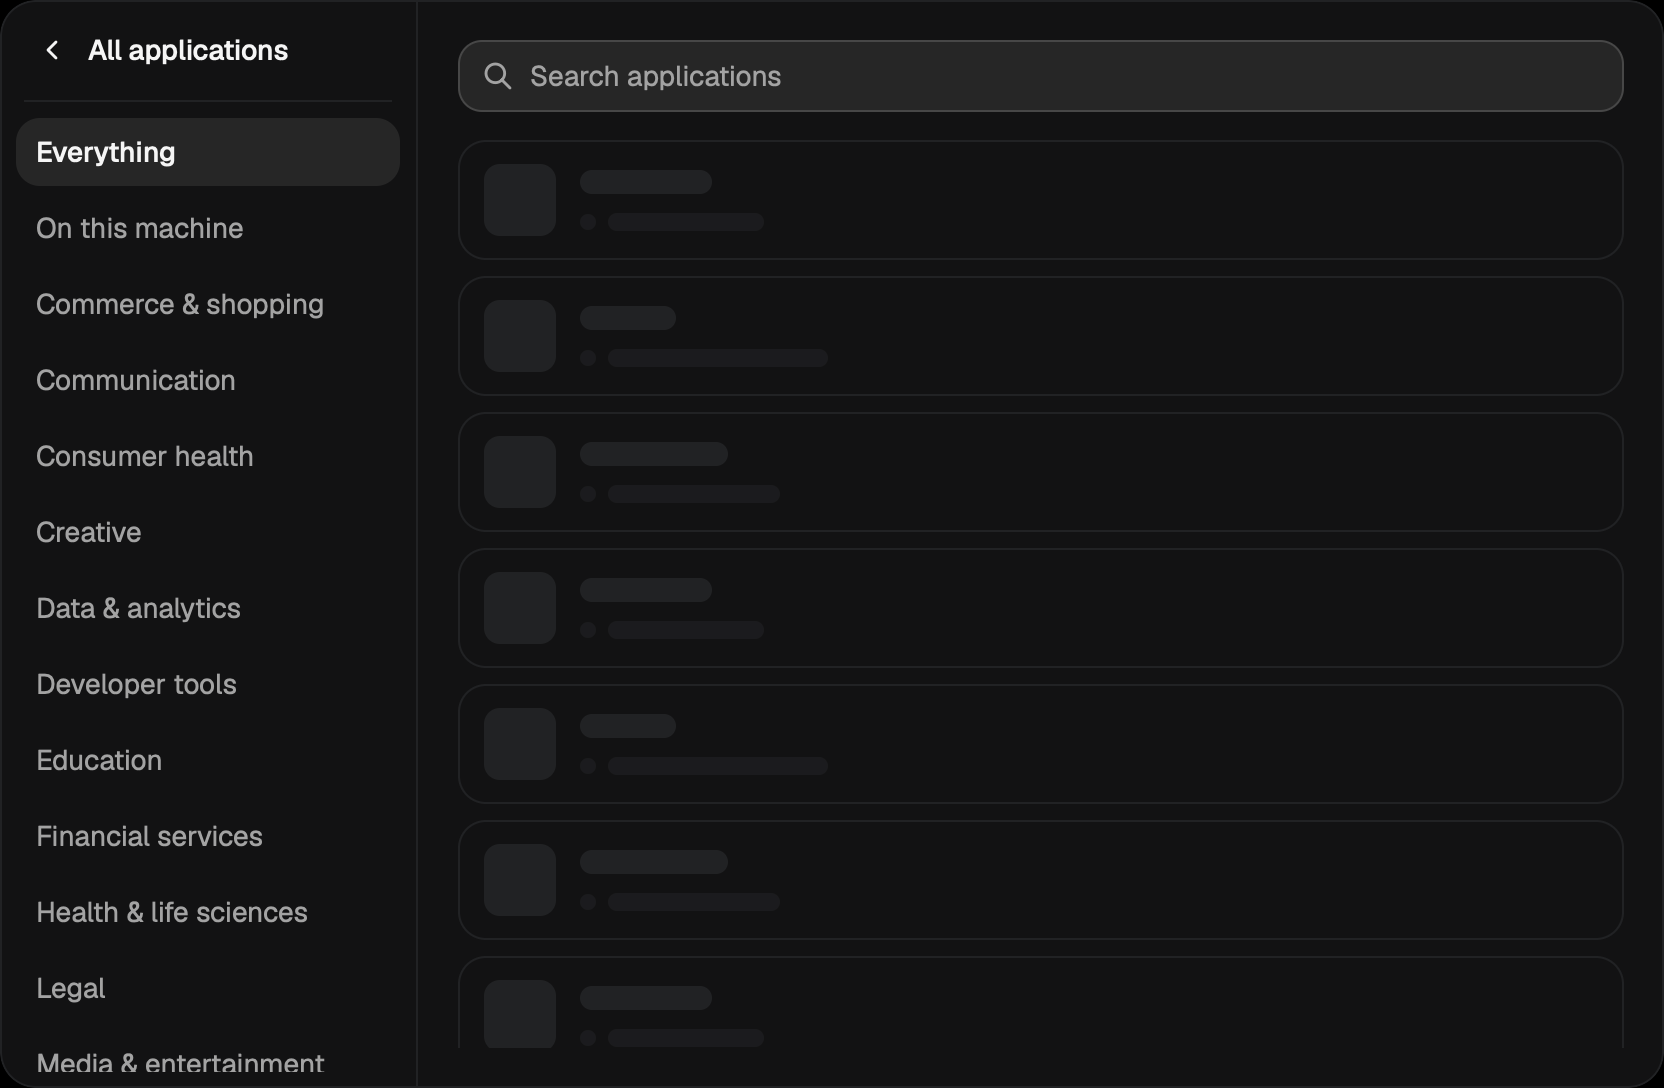 All applications
Search applications
Everything
On this machine
Commerce & shopping
Communication
Consumer health
Creative
Data & analytics
Developer tools
Education
Financial services
Health & life sciences
Legal
Media & entertainment